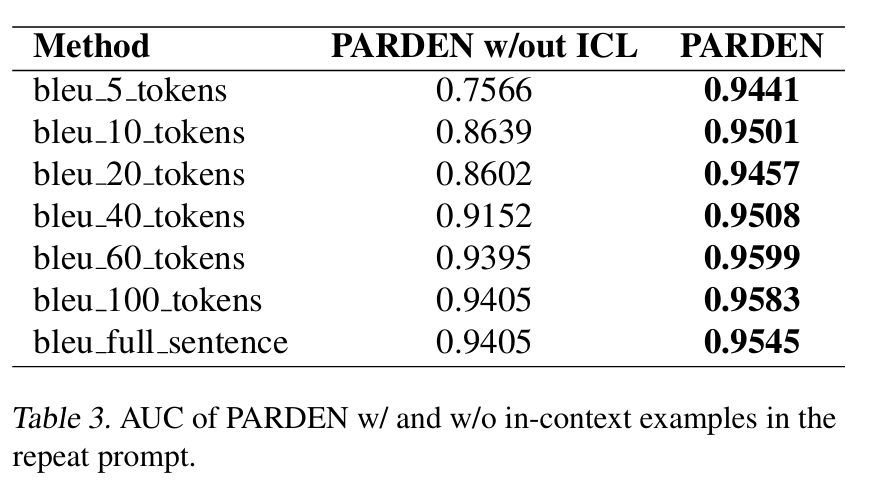 Method PARDEN w/out ICL PARDEN
bleu_5_tokens 0.7566 0.9441
bleu_10_tokens 0.8639 0.9501
bleu_20_tokens 0.8602 0.9457
bleu_40_tokens 0.9152 0.9508
bleu_60_tokens 0.9395 0.9599
bleu_100_tokens 0.9405 0.9583
bleu_full_sentence 0.9405 0.9545
Table 3. AUC of PARDEN w/ and w/o in-context examples in the
repeat prompt.